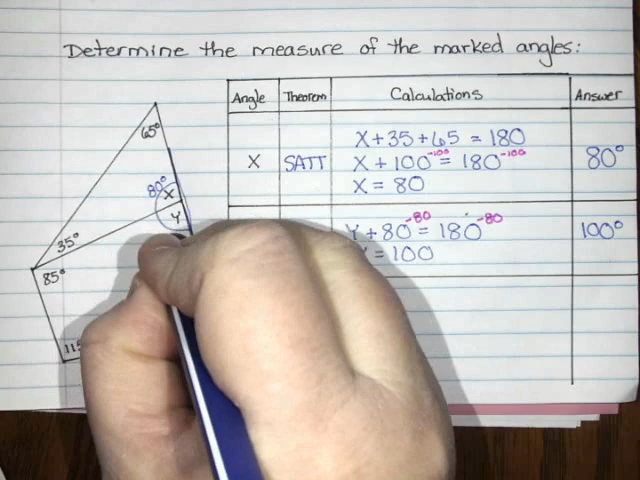 Determine the measure of the marked angles:
Angle Theorem Calculations Answer
X SATT X + 35 + 65 = 180
X + 100 -100 = 180 -100
X = 80
80°
Y + 80 -80 = 180 -80
= 100
100°
65°
80°
X
Y
35°
85°